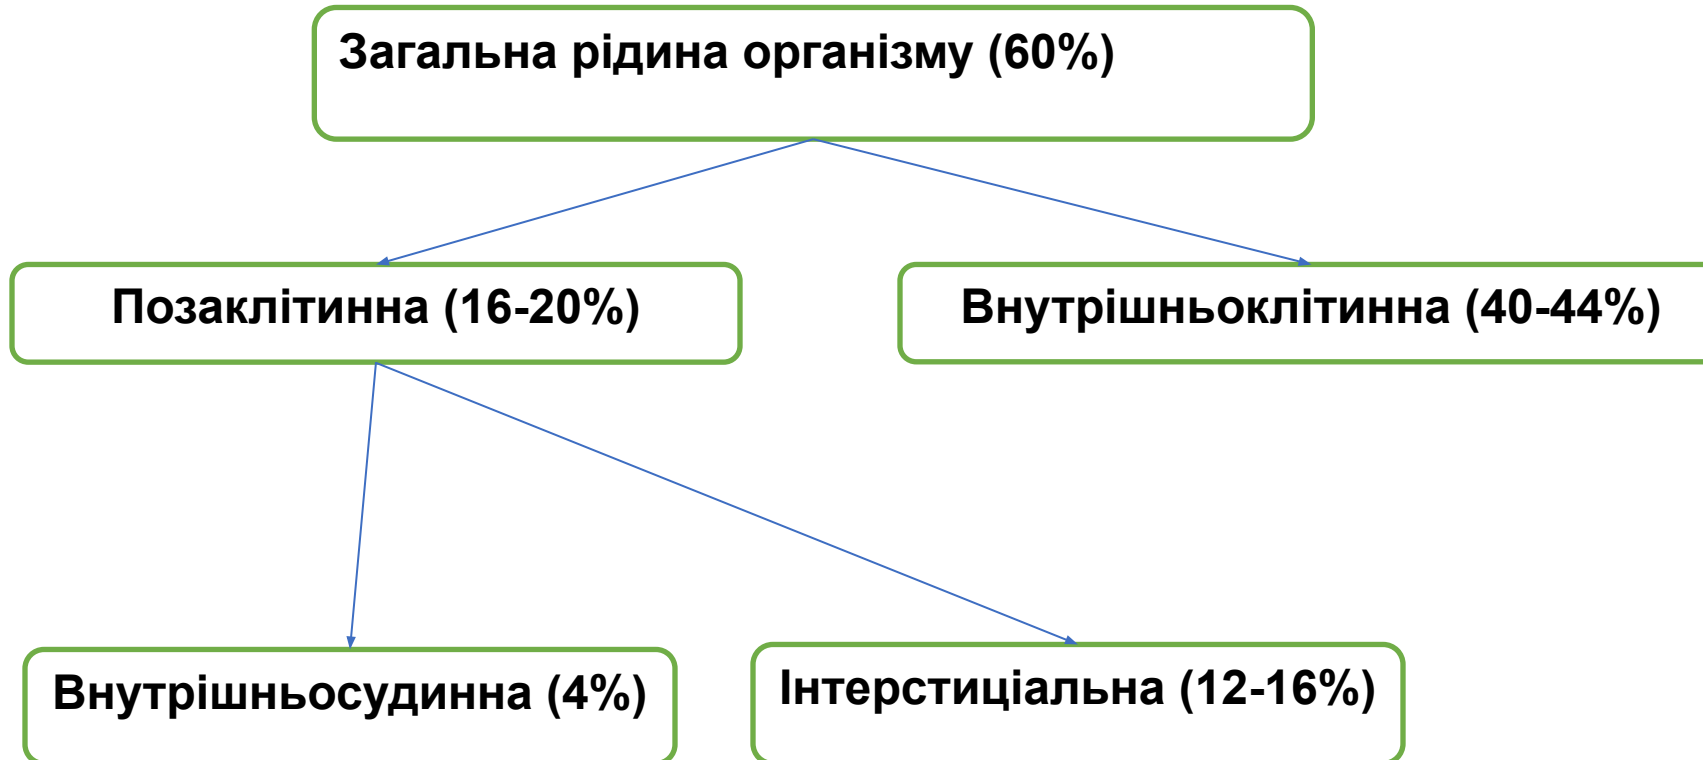 Загальна рідина організму (60%)
Позаклітинна (16-20%)
Внутрішньоклітинна (40-44%)
Внутрішньосудинна (4%)
Інтерстиціальна (12-16%)